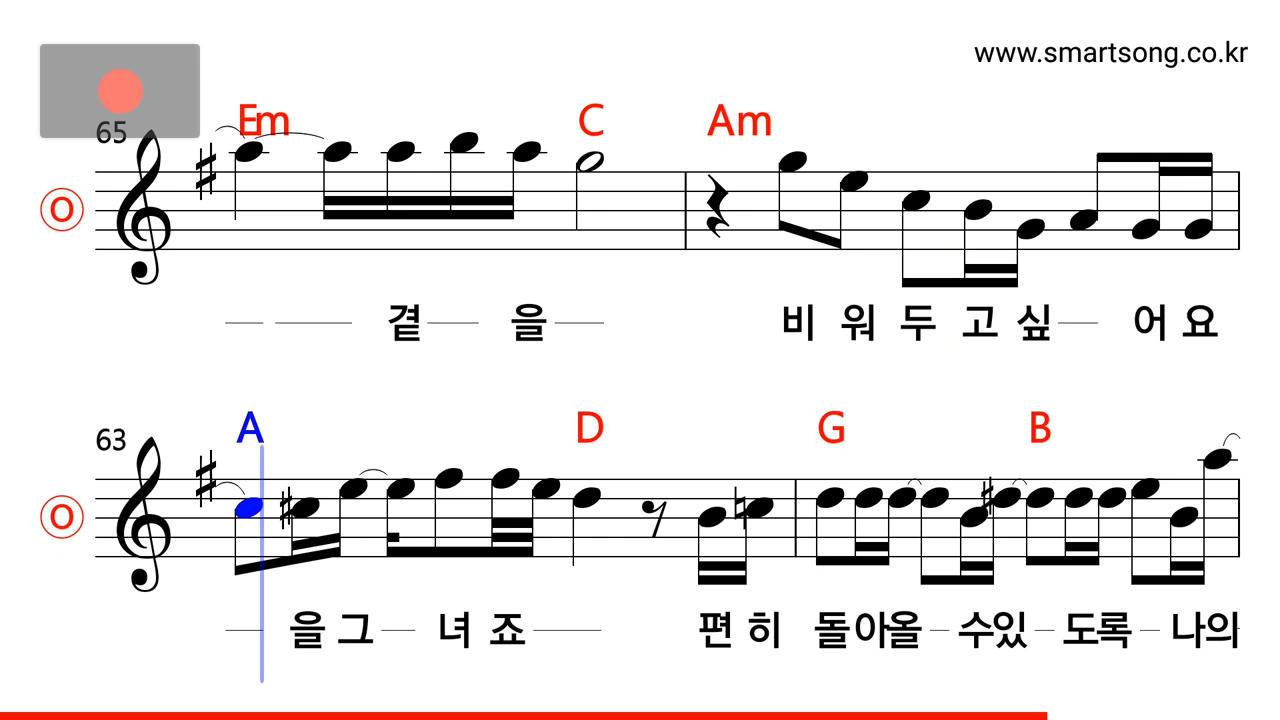 www.smartsong.co.kr
65 Em C Am
O
곁 을 비 워 두 고 싶 어 요
63 A D G B
O
을 그 녀 죠 편 히 돌아올 수있 도록 나의